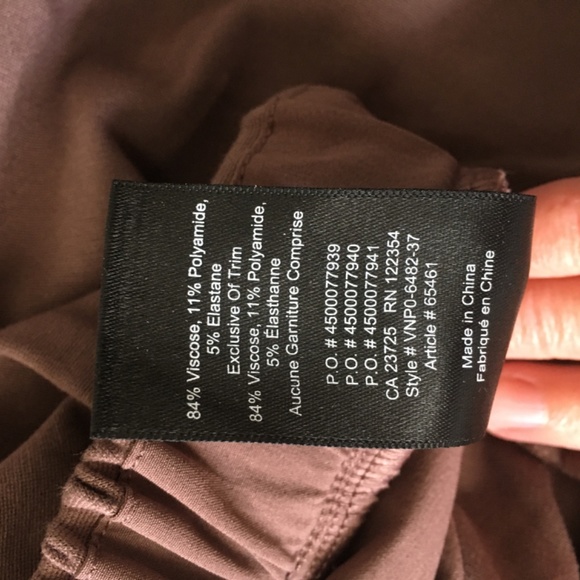 84% Viscose, 11% Polyamide,
5% Elastane
Exclusive Of Trim
84% Viscose, 11% Polyamide,
5% Élasthanne
Aucune Garniture Comprise
P.O. # 4500077939
P.O. # 4500077940
P.O. # 4500077941
CA 23725 RN 122354
Style # VNP0-6482-37
Article # 65461
Made in China
Fabriqué en Chine